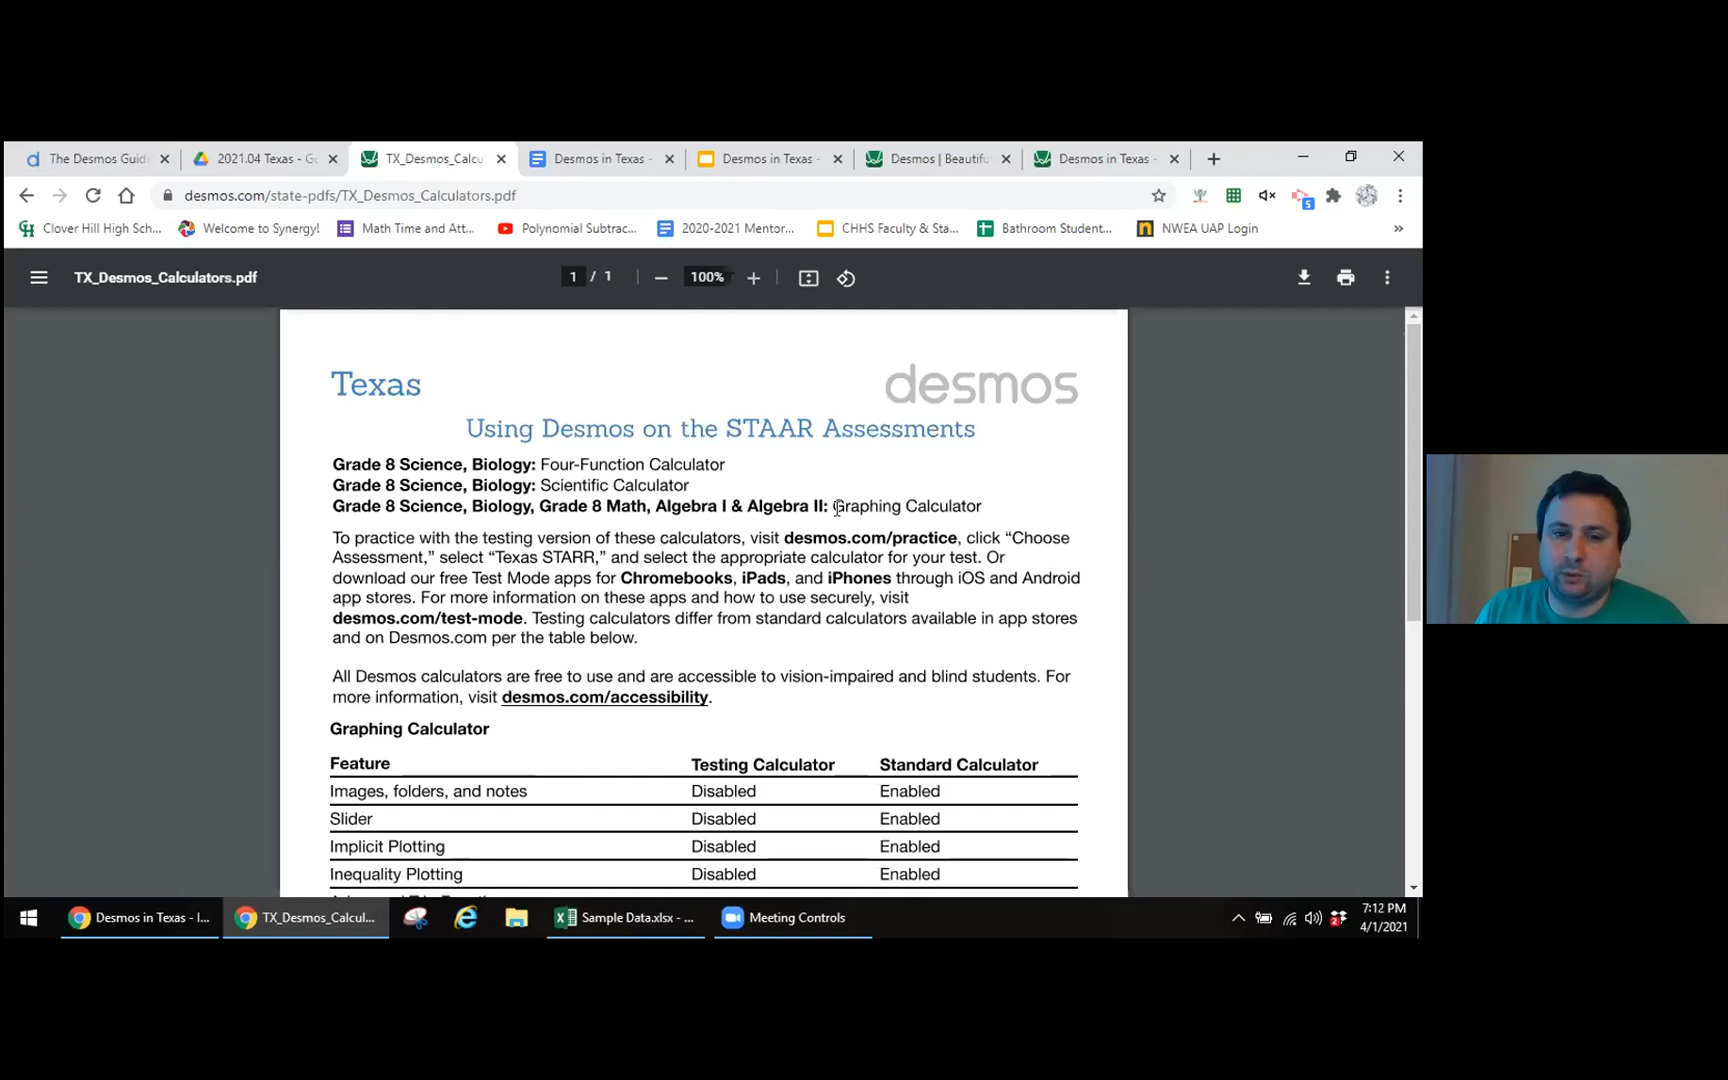 The Desmos Guid
2021.04 Texas - Gu
TX_Desmos_Calcu
Desmos in Texas -
Desmos in Texas -
Desmos | Beautifu
Desmos in Texas -
desmos.com/state-pdfs/TX_Desmos_Calculators.pdf
5
Clover Hill High Sch...
Welcome to Synergy!
Math Time and Att...
Polynomial Subtrac...
2020-2021 Mentor...
CHHS Faculty & Sta...
Bathroom Student...
NWEA UAP Login
»
TX_Desmos_Calculators.pdf
1 / 1
100%
Texas
desmos
Using Desmos on the STAAR Assessments
Grade 8 Science, Biology: Four-Function Calculator
Grade 8 Science, Biology: Scientific Calculator
Grade 8 Science, Biology, Grade 8 Math, Algebra I & Algebra II: Graphing Calculator
To practice with the testing version of these calculators, visit desmos.com/practice, click “Choose
Assessment,” select “Texas STARR,” and select the appropriate calculator for your test. Or
download our free Test Mode apps for Chromebooks, iPads, and iPhones through iOS and Android
app stores. For more information on these apps and how to use securely, visit
desmos.com/test-mode. Testing calculators differ from standard calculators available in app stores
and on Desmos.com per the table below.
All Desmos calculators are free to use and are accessible to vision-impaired and blind students. For
more information, visit desmos.com/accessibility.
Graphing Calculator
Feature Testing Calculator Standard Calculator
Images, folders, and notes Disabled Enabled
Slider Disabled Enabled
Implicit Plotting Disabled Enabled
Inequality Plotting Disabled Enabled
Desmos in Texas - I...
TX_Desmos_Calcul...
Sample Data.xlsx - ...
Meeting Controls
7:12 PM
4/1/2021